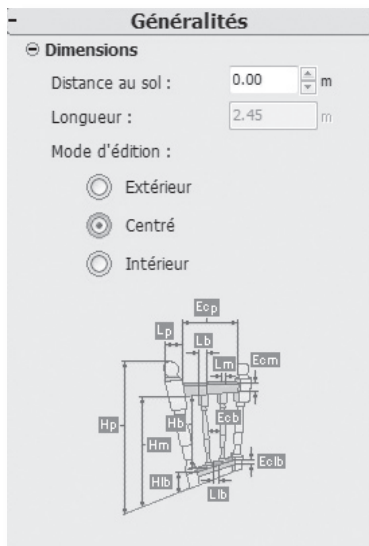 Généralités
Dimensions
Distance au sol : 0.00 m
Longueur : 2.45 m
Mode d'édition :
Extérieur
Centré
Intérieur
Ecp
Lp Lb
Lm Ecm
Hp Hb Ecb
Hm
Eclb
Hlb
Llb